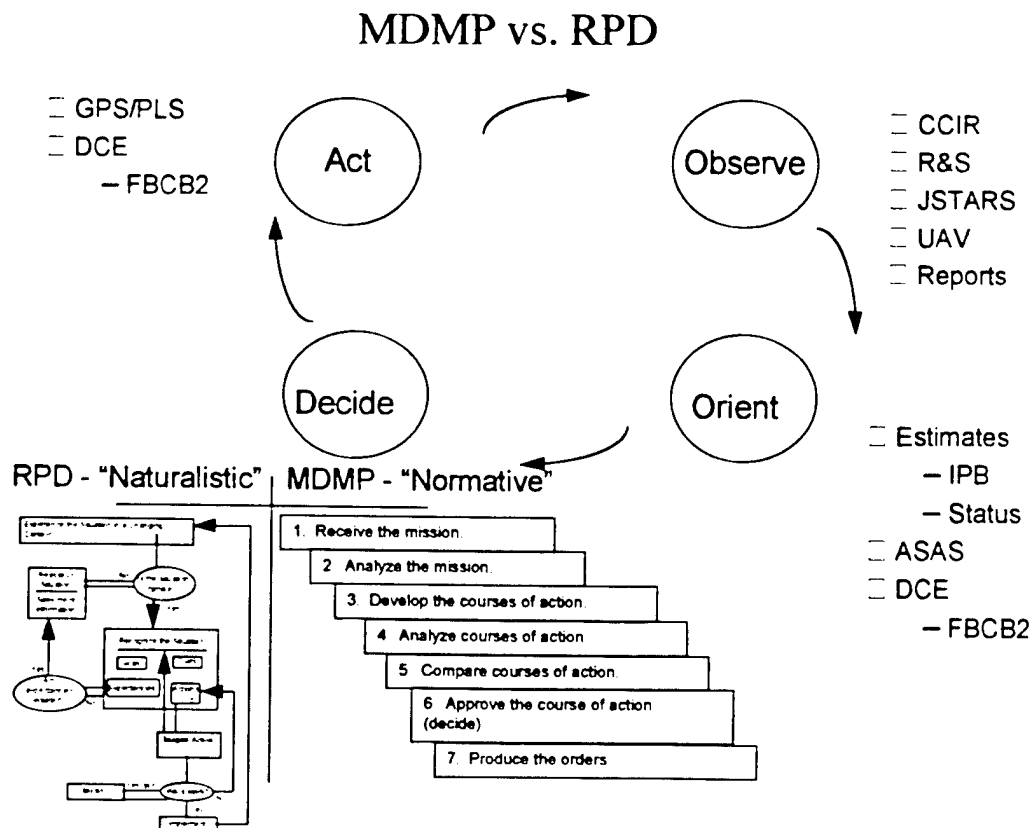 MDMP vs. RPD
GPS/PLS
DCE
– FBCB2
Act
Observe
CCIR
R&S
JSTARS
UAV
Reports
Decide
Orient
Estimates
– IPB
– Status
ASAS
DCE
– FBCB2
RPD - “Naturalistic”
MDMP - “Normative”
1. Receive the mission.
2 Analyze the mission.
3. Develop the courses of action.
4 Analyze courses of action
5 Compare courses of action.
6 Approve the course of action
(decide)
7. Produce the orders